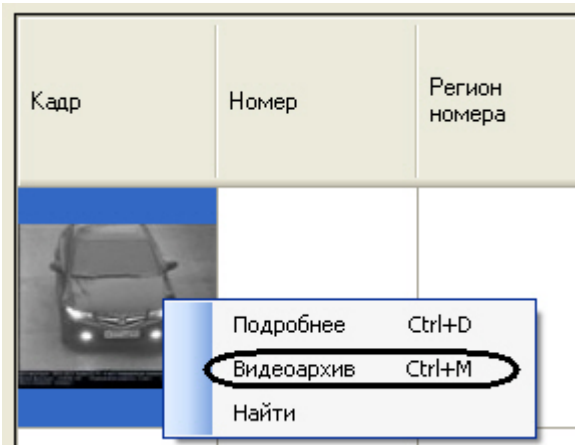 Кадр
Номер
Регион
номера
Подробнее Ctrl+D
Видеоархив Ctrl+M
Найти